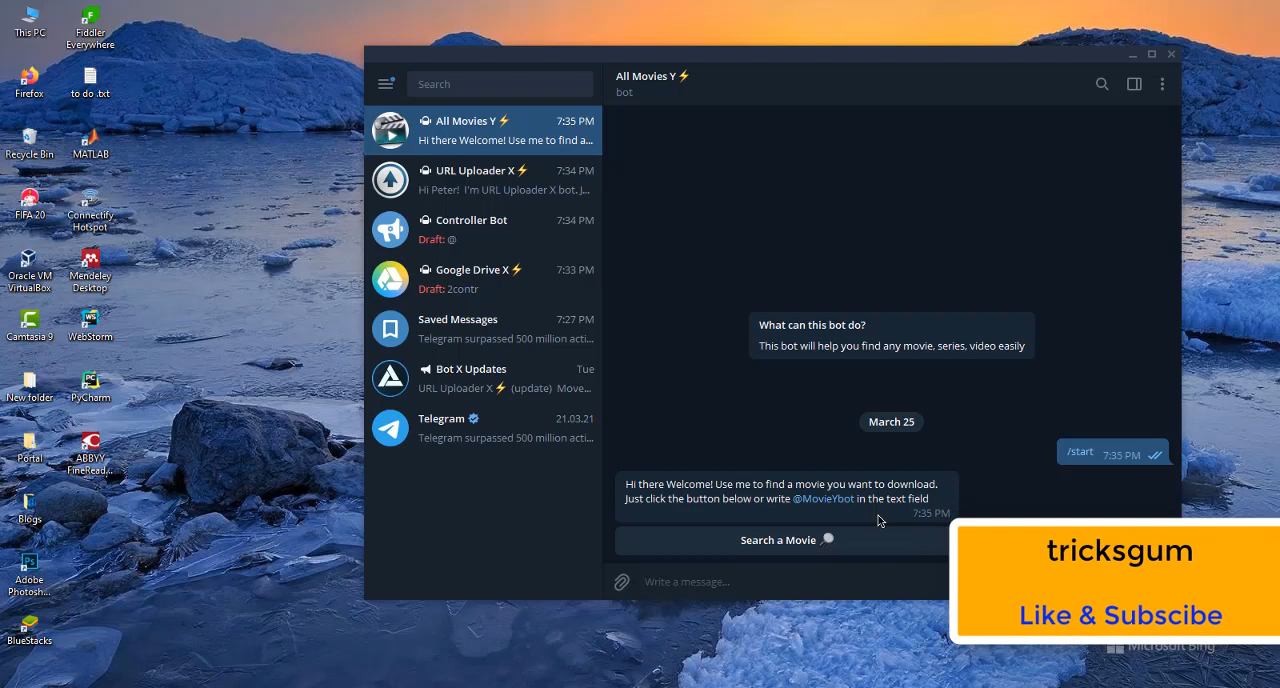 This PC
Fiddler
Everywhere
Firefox
to do .txt
Recycle Bin
MATLAB
FIFA 20
Connectify
Hotspot
Oracle VM
VirtualBox
Mendeley
Desktop
Camtasia 9
WebStorm
New folder
PyCharm
Portal
ABBYY
FineRead...
Blogs
Adobe
Photosh...
BlueStacks
Search
All Movies Y⚡ 7:35 PM
Hi there Welcome! Use me to find a...
URL Uploader X⚡ 7:34 PM
Hi Peter! I'm URL Uploader X bot. J...
Controller Bot 7:34 PM
Draft: @
Google Drive X⚡ 7:33 PM
Draft: 2contr
Saved Messages 7:27 PM
Telegram surpassed 500 million acti...
Bot X Updates Tue
URL Uploader X⚡ (update) Move...
Telegram 21.03.21
Telegram surpassed 500 million acti...
All Movies Y⚡
bot
What can this bot do?
This bot will help you find any movie, series, video easily
March 25
/start 7:35 PM
Hi there Welcome! Use me to find a movie you want to download.
Just click the button below or write @MovieYbot in the text field
7:35 PM
Search a Movie 🔎
Write a message...
tricksgum
Like & Subscibe
Microsoft Bing